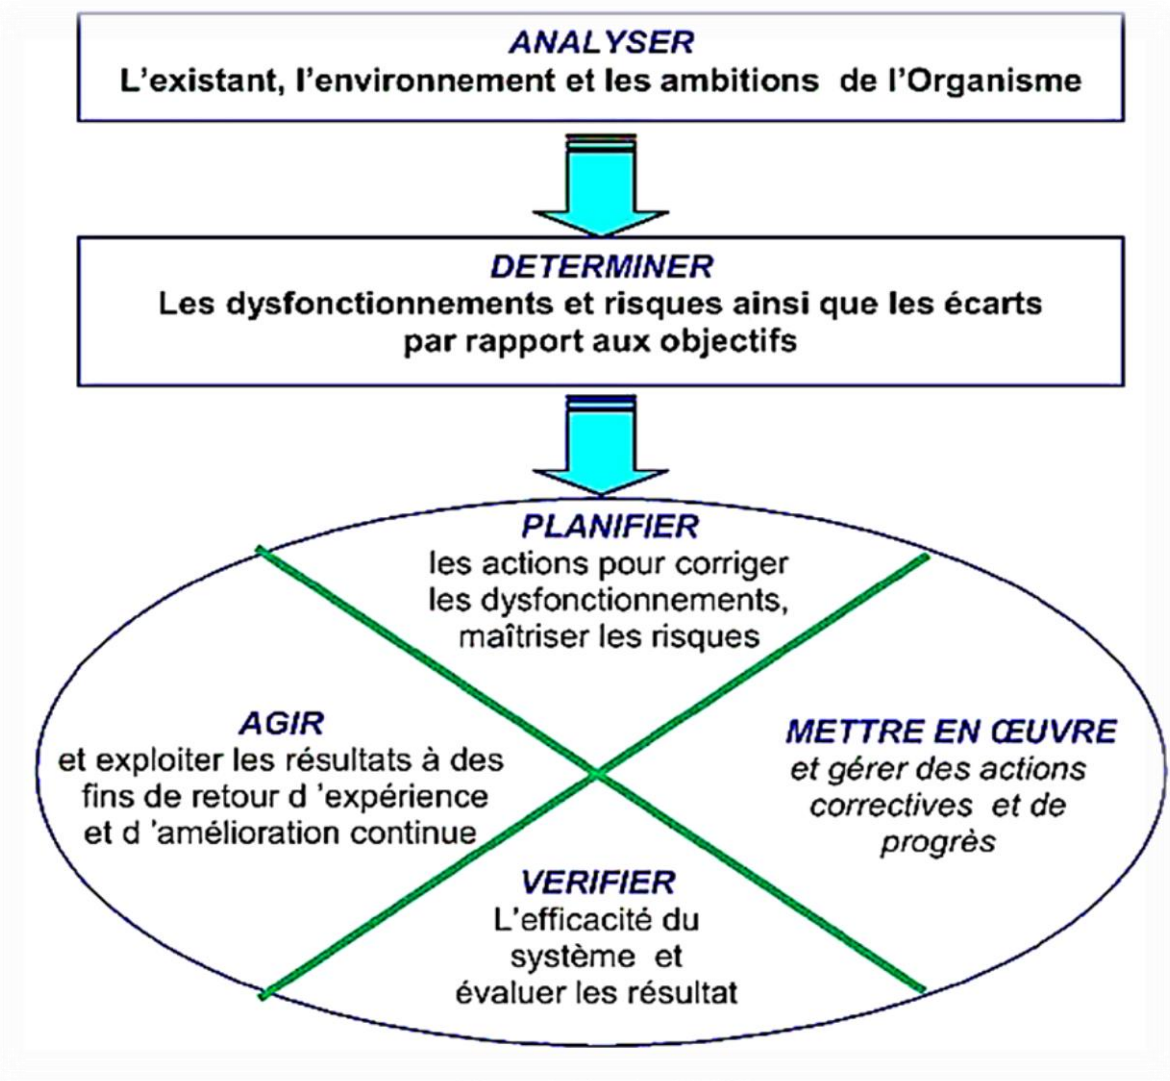 ANALYSER
L'existant, l'environnement et les ambitions de l'Organisme
DETERMINER
Les dysfonctionnements et risques ainsi que les écarts
par rapport aux objectifs
PLANIFIER
les actions pour corriger
les dysfonctionnements,
maîtriser les risques
AGIR
et exploiter les résultats à des
fins de retour d 'expérience
et d 'amélioration continue
METTRE EN ŒUVRE
et gérer des actions
correctives et de
progrès
VERIFIER
L'efficacité du
système et
évaluer les résultat